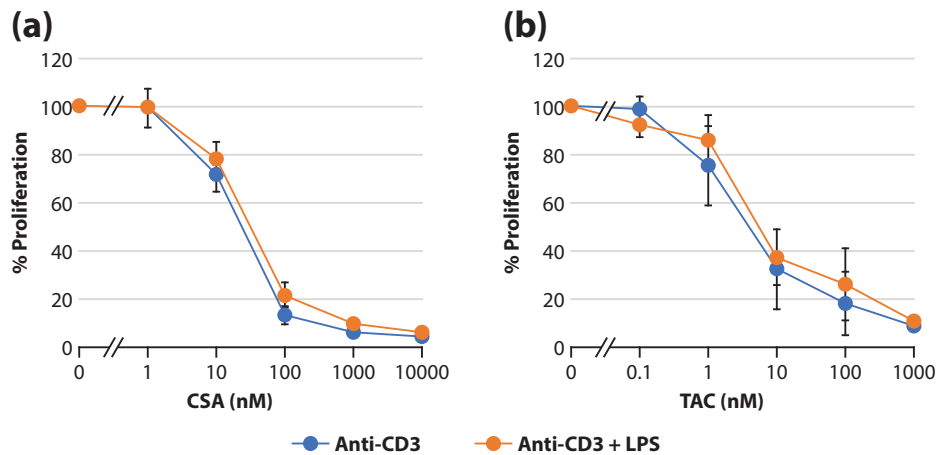 (a)
120
100
80
60
40
20
0
% Proliferation
0 1 10 100 1000 10000
CSA (nM)
(b)
120
100
80
60
40
20
0
% Proliferation
0 0.1 1 10 100 1000
TAC (nM)
Anti-CD3 Anti-CD3 + LPS